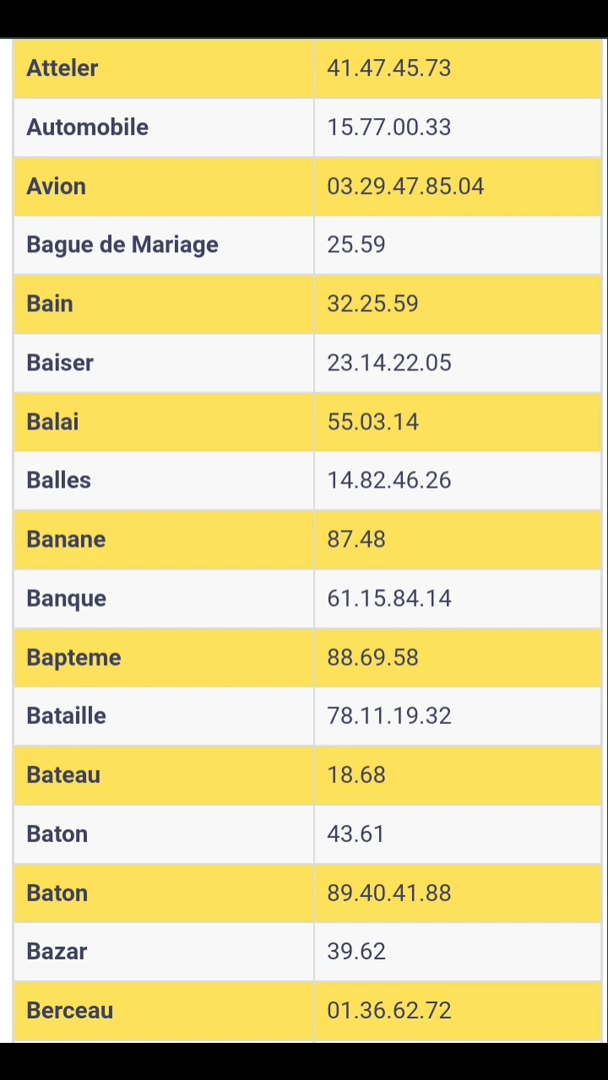 Atteler 41.47.45.73
Automobile 15.77.00.33
Avion 03.29.47.85.04
Bague de Mariage 25.59
Bain 32.25.59
Baiser 23.14.22.05
Balai 55.03.14
Balles 14.82.46.26
Banane 87.48
Banque 61.15.84.14
Bapteme 88.69.58
Bataille 78.11.19.32
Bateau 18.68
Baton 43.61
Baton 89.40.41.88
Bazar 39.62
Berceau 01.36.62.72